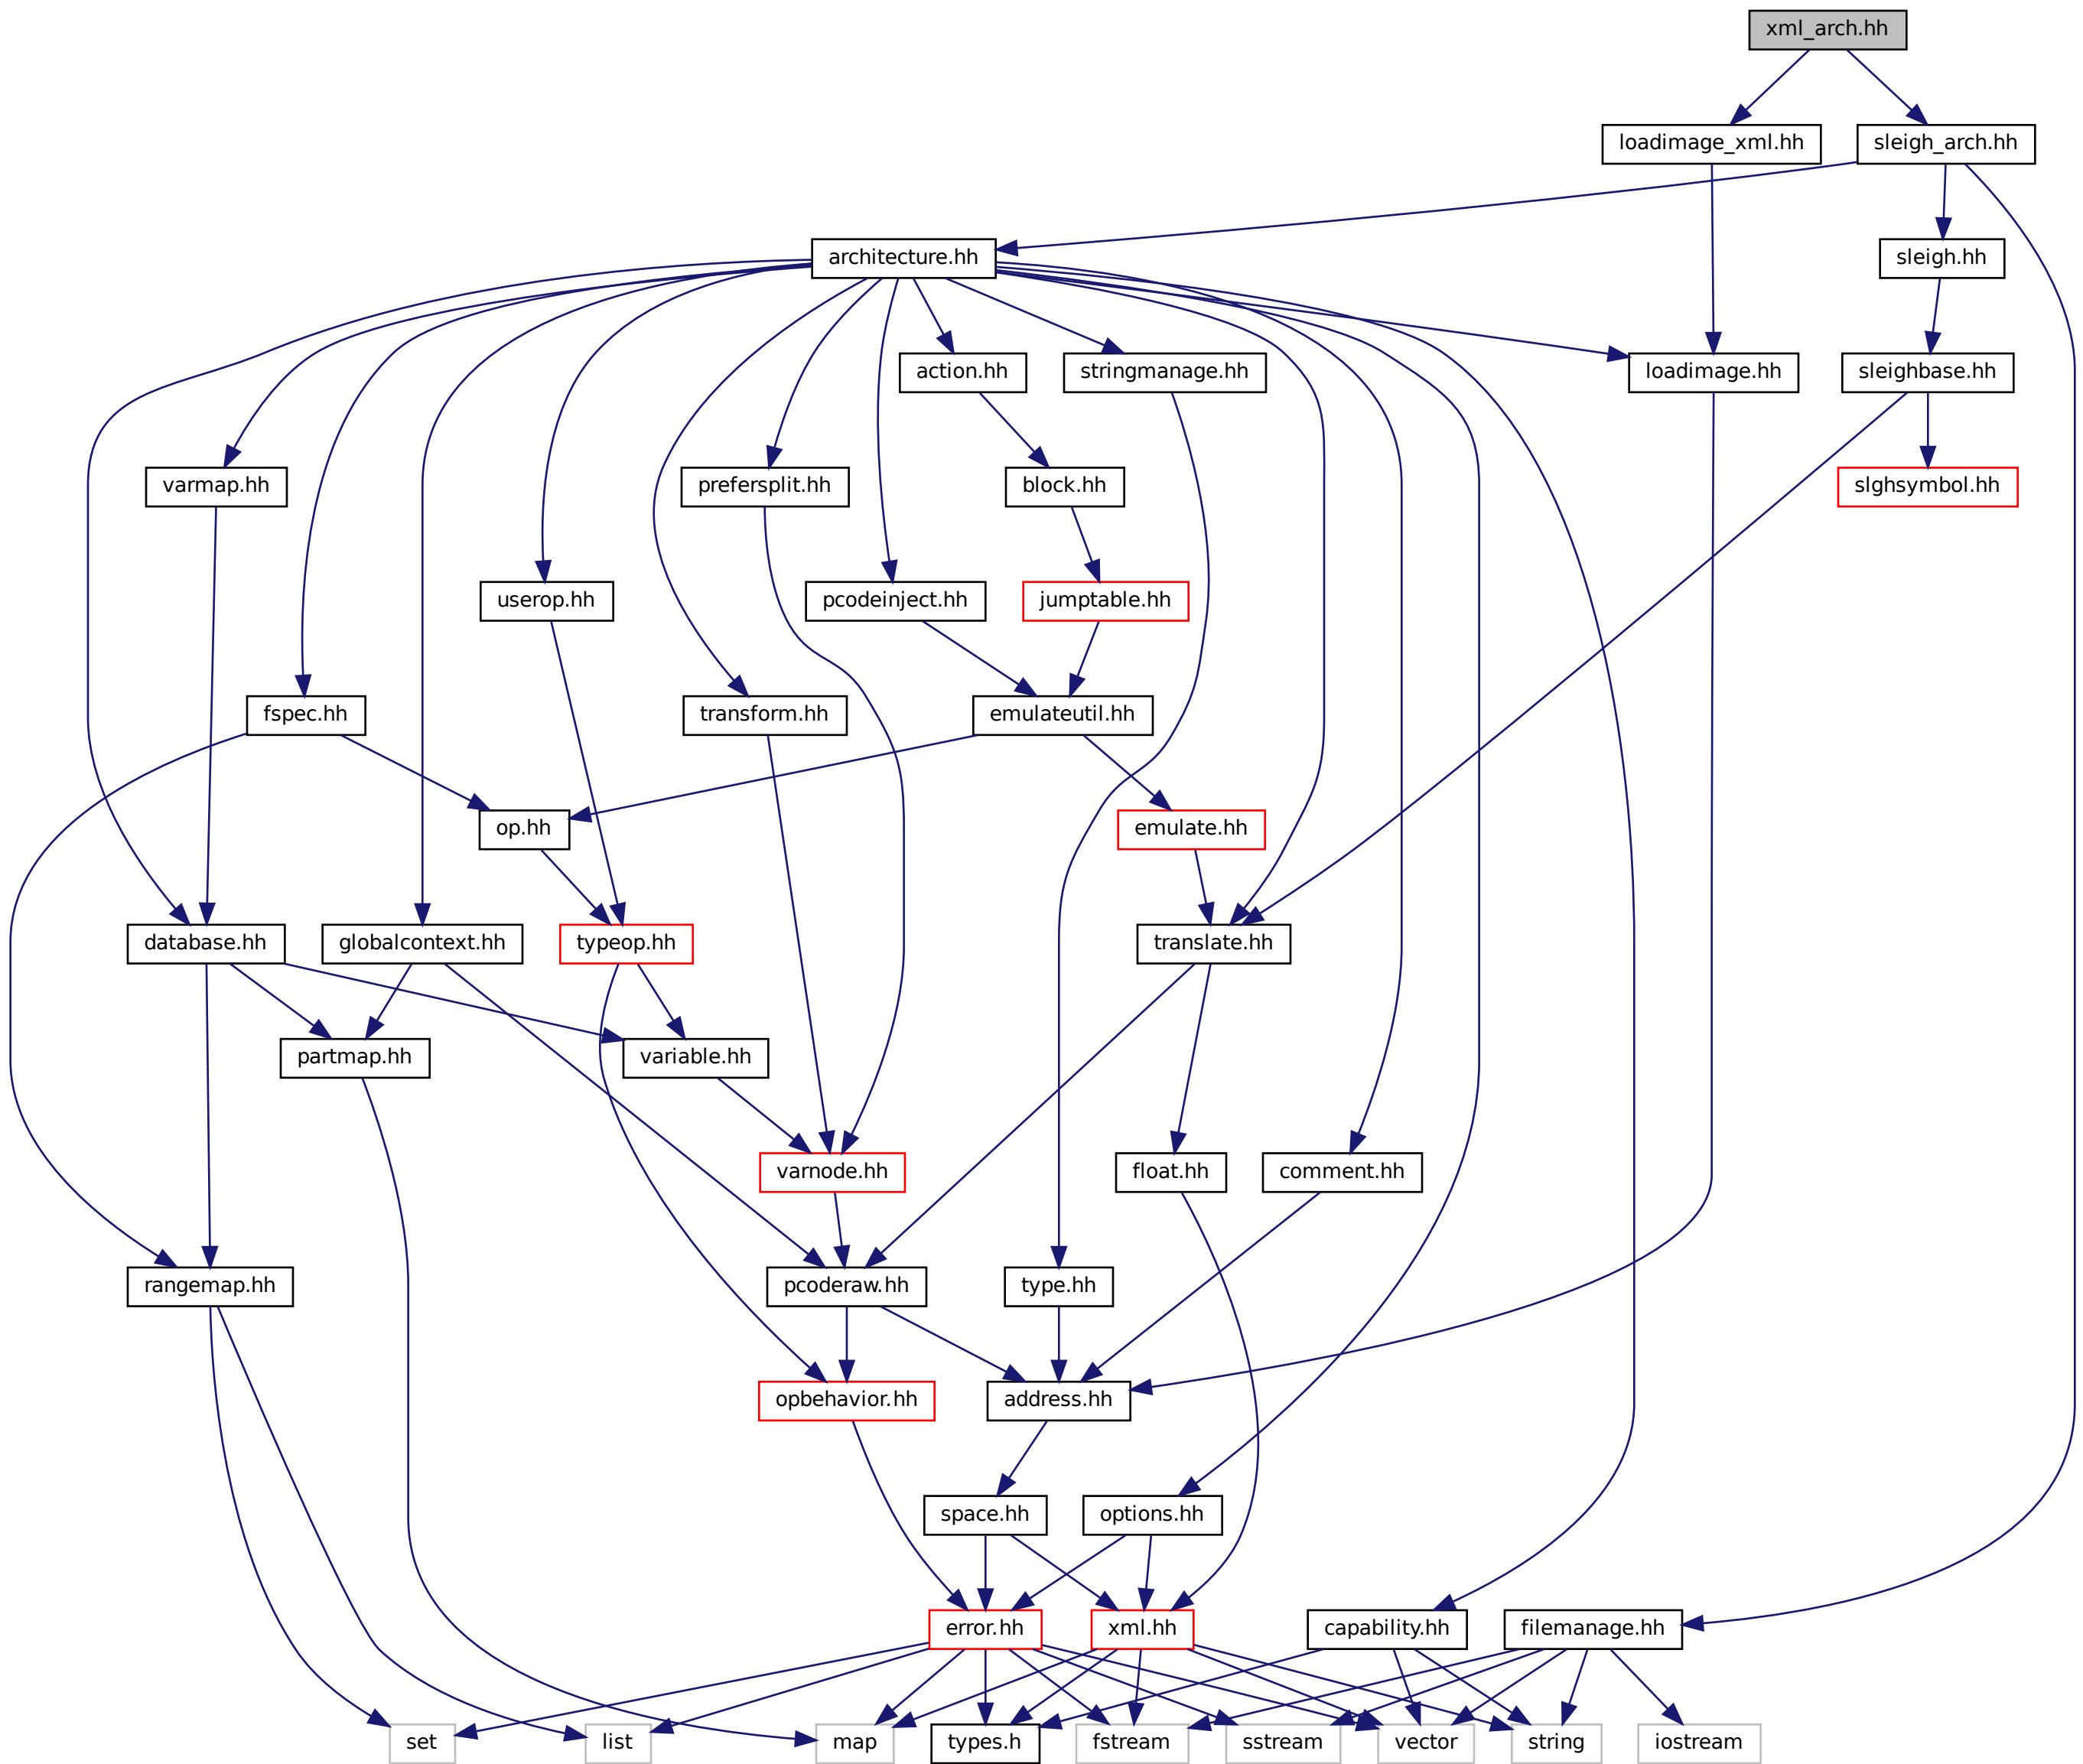 xml_arch.hh
loadimage_xml.hh
sleigh_arch.hh
architecture.hh
sleigh.hh
action.hh
stringmanage.hh
loadimage.hh
sleighbase.hh
varmap.hh
prefersplit.hh
block.hh
slghsymbol.hh
userop.hh
pcodeinject.hh
jumptable.hh
fspec.hh
transform.hh
emulateutil.hh
op.hh
emulate.hh
database.hh
globalcontext.hh
typeop.hh
translate.hh
partmap.hh
variable.hh
varnode.hh
float.hh
comment.hh
rangemap.hh
pcoderaw.hh
type.hh
opbehavior.hh
address.hh
space.hh
options.hh
error.hh
xml.hh
capability.hh
filemanage.hh
set
list
map
types.h
fstream
sstream
vector
string
iostream